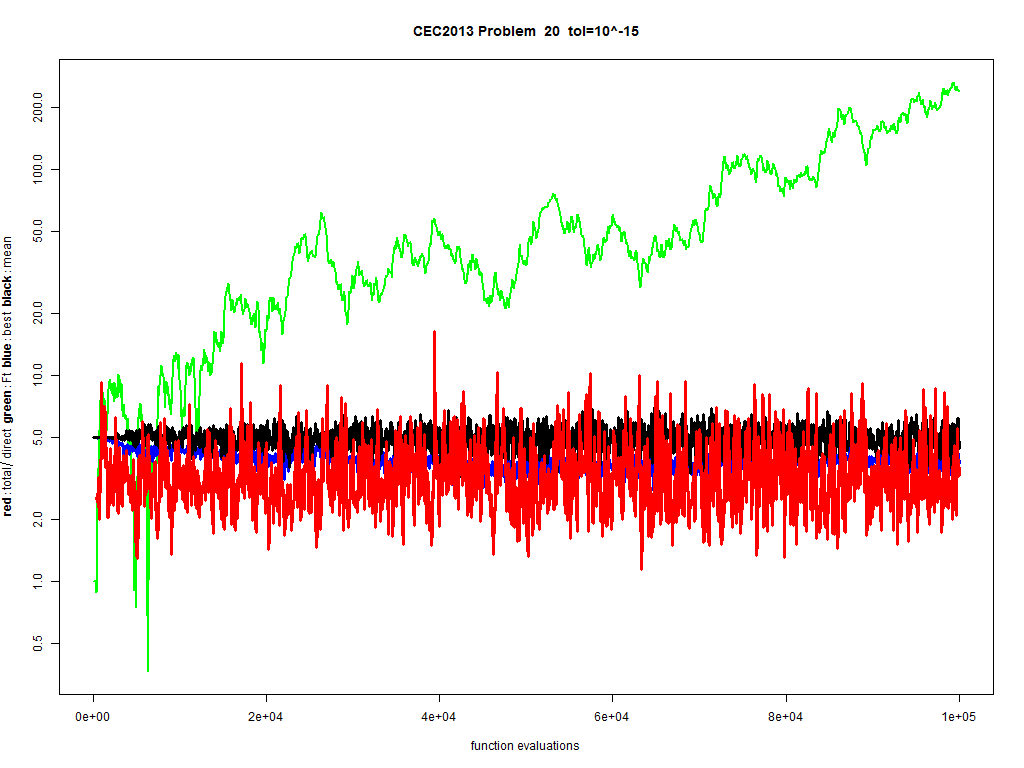 CEC2013 Problem 20 tol=10^-15
red : total/ direct green : Ft blue : best black : mean
200.0
100.0
50.0
20.0
10.0
5.0
2.0
1.0
0.5
0e+00 2e+04 4e+04 6e+04 8e+04 1e+05
function evaluations